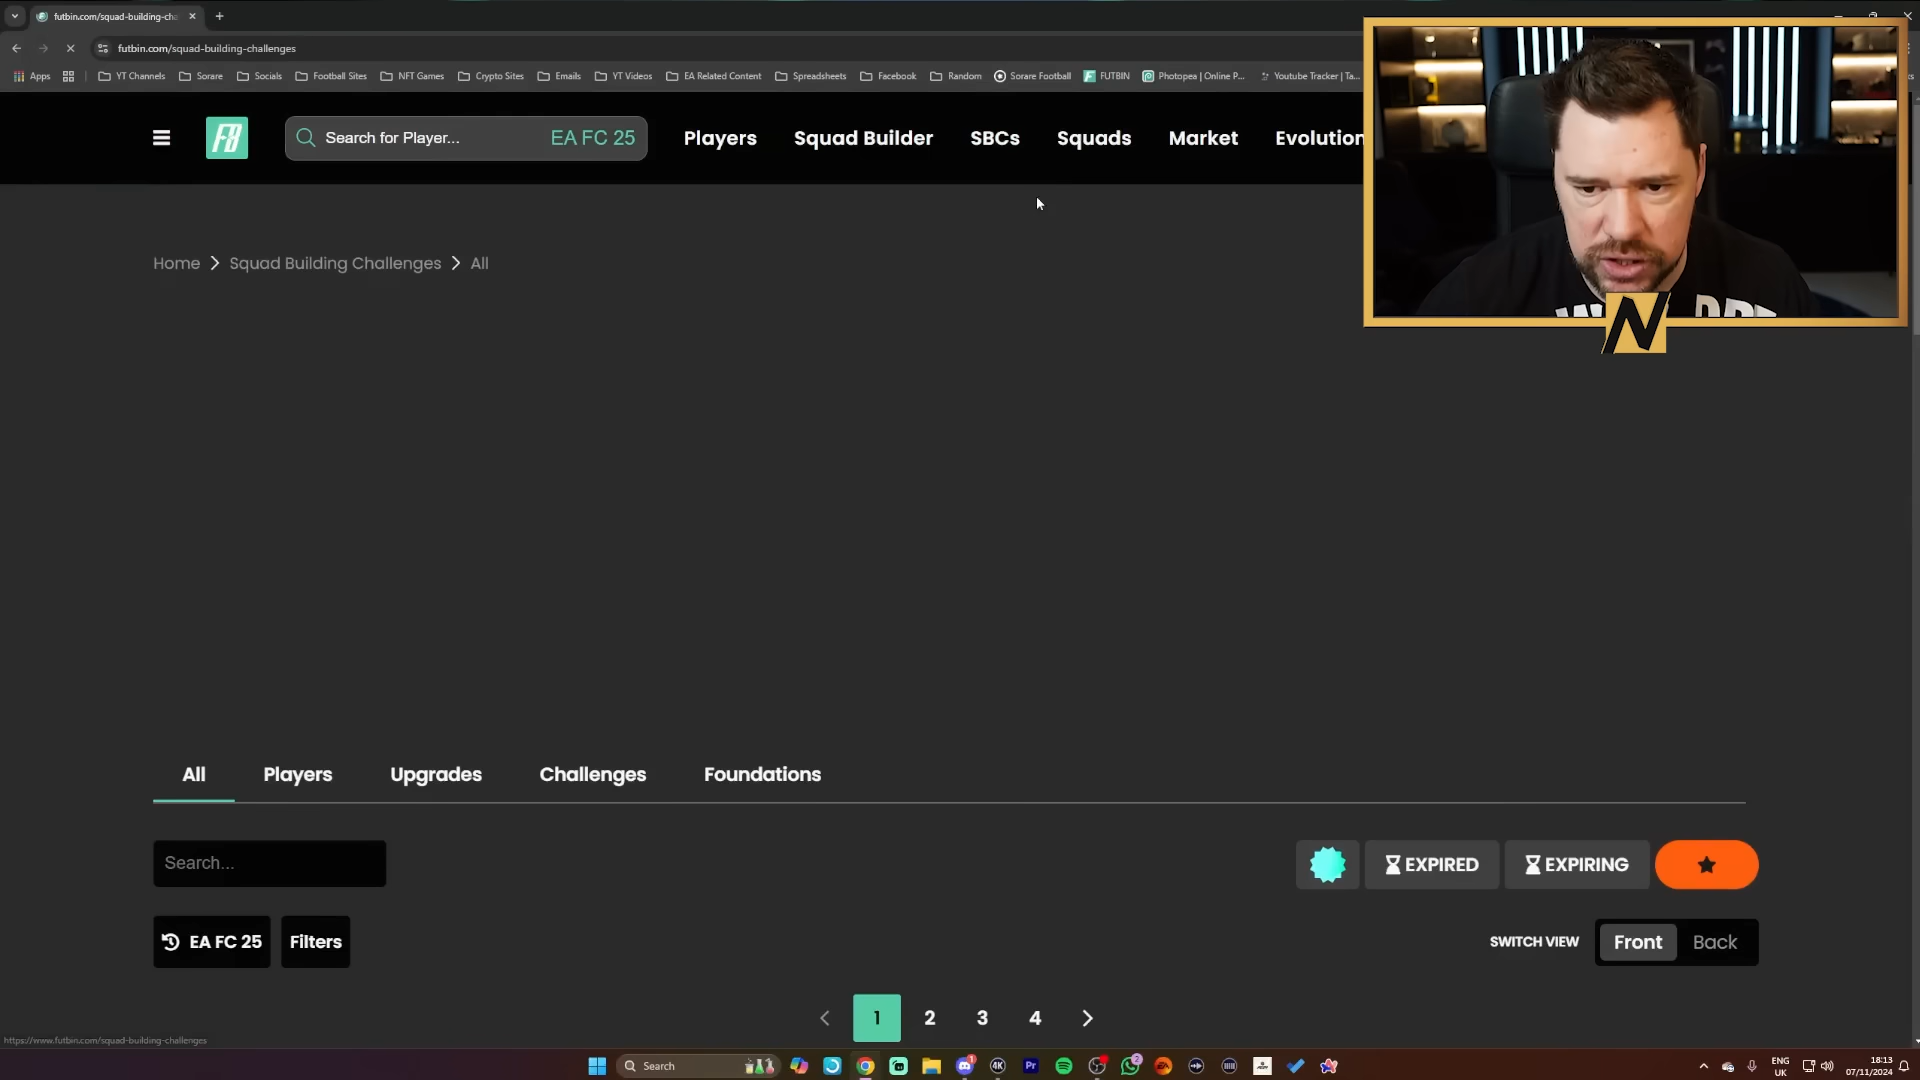 futbin.com/squad-building-cha
futbin.com/squad-building-challenges
Apps
YT Channels
Sorare
Socials
Football Sites
NFT Games
Crypto Sites
Emails
YT Videos
EA Related Content
Spreadsheets
Facebook
Random
Sorare Football
FUTBIN
Photopea | Online P...
Youtube Tracker | Ta...
Search for Player... EA FC 25
Players
Squad Builder
SBCs
Squads
Market
Evolution
N
Home > Squad Building Challenges > All
All
Players
Upgrades
Challenges
Foundations
Search...
EXPIRED
EXPIRING
EA FC 25
Filters
SWITCH VIEW
Front
Back
1
2
3
4
https://www.futbin.com/squad-building-challenges
Search
4K
Pr
2
ENG
UK
18:13
07/11/2024